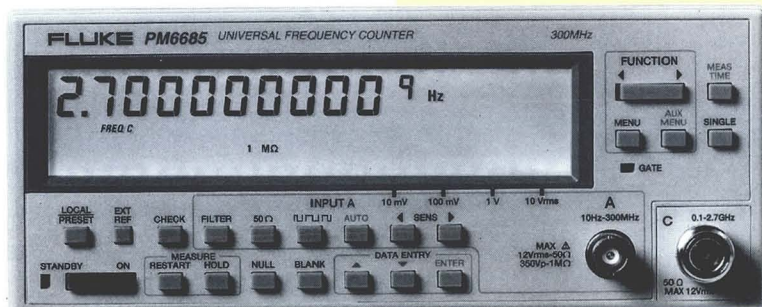 FLUKE PM6685 UNIVERSAL FREQUENCY COUNTER 300MHz
2.700000000 9 Hz
FREQ C
1 MΩ
FUNCTION
MEAS TIME
MENU
AUX MENU
SINGLE
GATE
INPUT A
10 mV 100 mV 1 V 10 Vrms
LOCAL PRESET
EXT REF
CHECK
FILTER
50 Ω
AUTO
SENS
A
10Hz-300MHz
C 0.1-2.7GHz
MAX
12Vrms-50Ω
350Vp-1MΩ
STANDBY ON
MEASURE
RESTART HOLD
NULL
BLANK
DATA ENTRY
ENTER
50 Ω
MAX 12Vrms